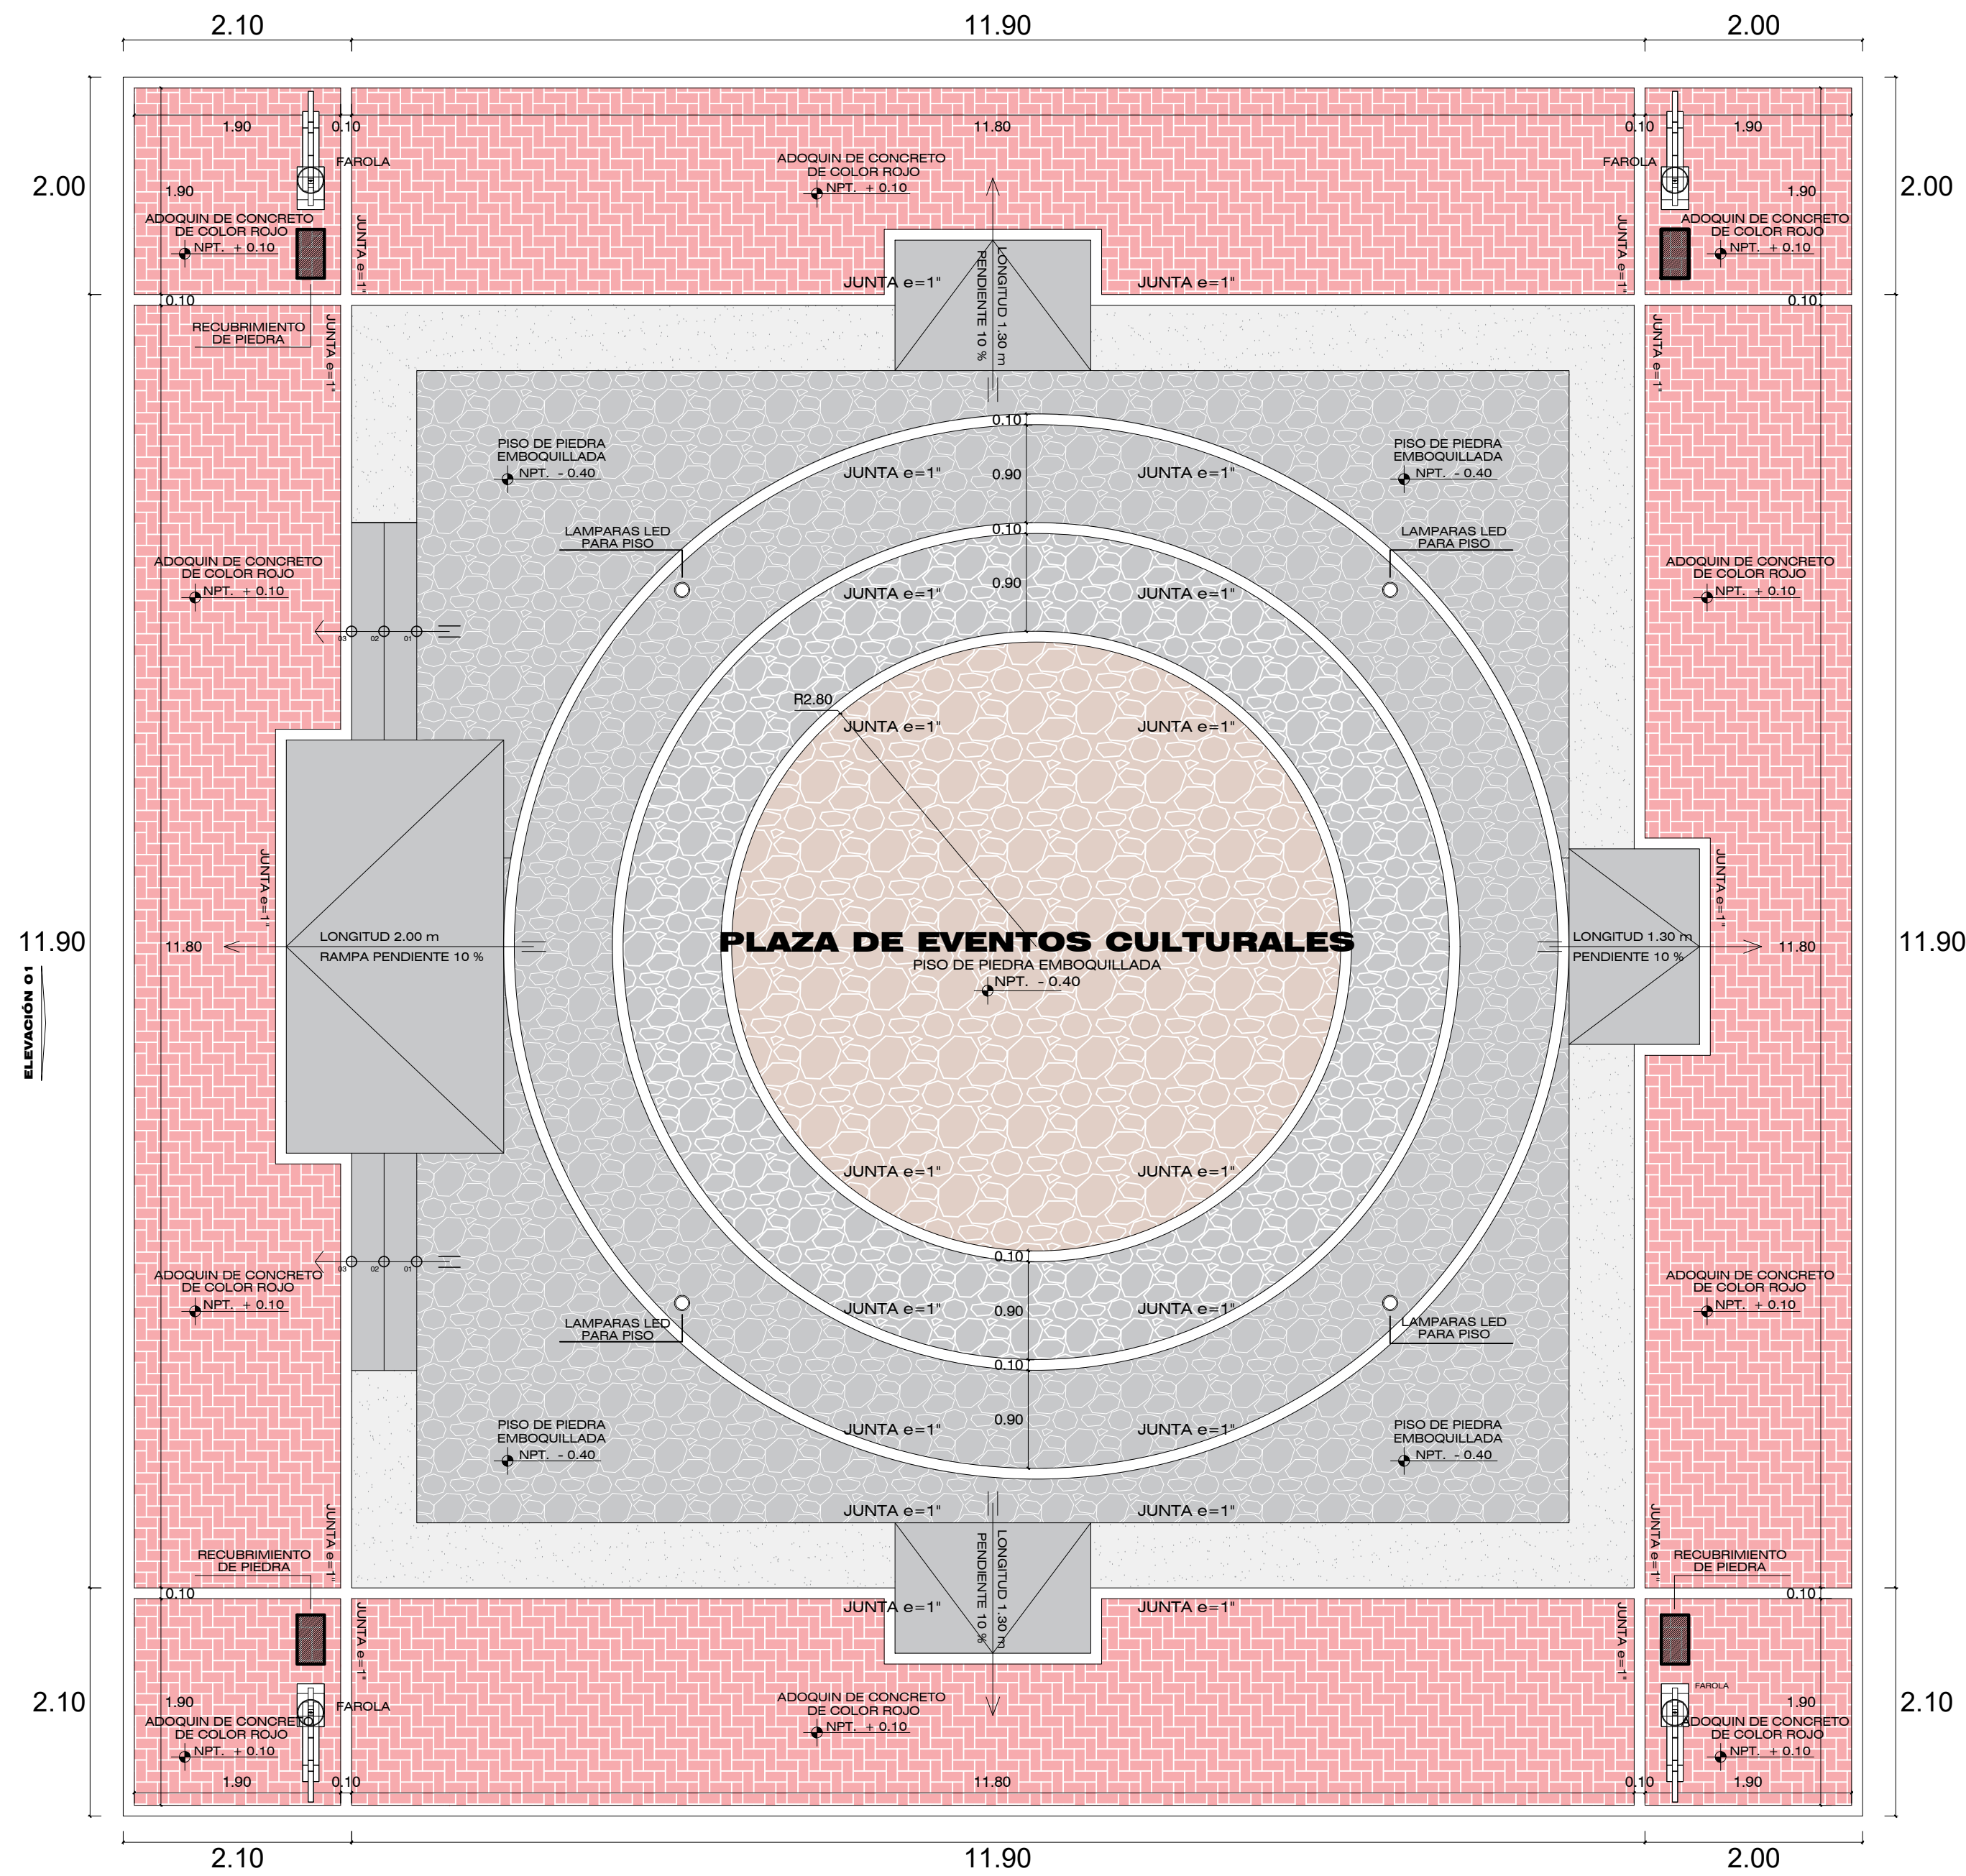 2.10 11.90 2.00
1.90 0.10 11.80 0.10 1.90
FAROLA
FAROLA
ADOQUIN DE CONCRETO
DE COLOR ROJO
NPT. + 0.10
2.00
1.90
1.90
2.00
ADOQUIN DE CONCRETO
DE COLOR ROJO
NPT. + 0.10
ADOQUIN DE CONCRETO
DE COLOR ROJO
NPT. + 0.10
JUNTA e=1"
JUNTA e=1"
JUNTA e=1"
JUNTA e=1"
LONGITUD 1.30 m
PENDIENTE 10 %
0.10
0.10
RECUBRIMIENTO
DE PIEDRA
JUNTA e=1"
JUNTA e=1"
0.10
PISO DE PIEDRA
EMBOQUILLADA
NPT. - 0.40
PISO DE PIEDRA
EMBOQUILLADA
NPT. - 0.40
JUNTA e=1"
0.90
JUNTA e=1"
LAMPARAS LED
PARA PISO
0.10
LAMPARAS LED
PARA PISO
ADOQUIN DE CONCRETO
DE COLOR ROJO
NPT. + 0.10
ADOQUIN DE CONCRETO
DE COLOR ROJO
NPT. + 0.10
JUNTA e=1"
0.90
JUNTA e=1"
03 02 01
R2.80
JUNTA e=1"
JUNTA e=1"
JUNTA e=1"
JUNTA e=1"
11.90
11.80
LONGITUD 2.00 m
RAMPA PENDIENTE 10 %
PLAZA DE EVENTOS CULTURALES
PISO DE PIEDRA EMBOQUILLADA
NPT. - 0.40
LONGITUD 1.30 m
PENDIENTE 10 %
11.80
11.90
ELEVACIÓN 01
JUNTA e=1"
JUNTA e=1"
0.10
03 02 01
ADOQUIN DE CONCRETO
DE COLOR ROJO
NPT. + 0.10
ADOQUIN DE CONCRETO
DE COLOR ROJO
NPT. + 0.10
JUNTA e=1"
0.90
JUNTA e=1"
LAMPARAS LED
PARA PISO
LAMPARAS LED
PARA PISO
0.10
PISO DE PIEDRA
EMBOQUILLADA
NPT. - 0.40
JUNTA e=1"
0.90
JUNTA e=1"
PISO DE PIEDRA
EMBOQUILLADA
NPT. - 0.40
JUNTA e=1"
JUNTA e=1"
JUNTA e=1"
JUNTA e=1"
LONGITUD 1.30 m
PENDIENTE 10 %
RECUBRIMIENTO
DE PIEDRA
RECUBRIMIENTO
DE PIEDRA
0.10
0.10
JUNTA e=1"
JUNTA e=1"
JUNTA e=1"
JUNTA e=1"
2.10
1.90
FAROLA
FAROLA
1.90
2.10
ADOQUIN DE CONCRETO
DE COLOR ROJO
NPT. + 0.10
ADOQUIN DE CONCRETO
DE COLOR ROJO
NPT. + 0.10
ADOQUIN DE CONCRETO
DE COLOR ROJO
NPT. + 0.10
1.90 0.10 11.80 0.10 1.90
2.10 11.90 2.00